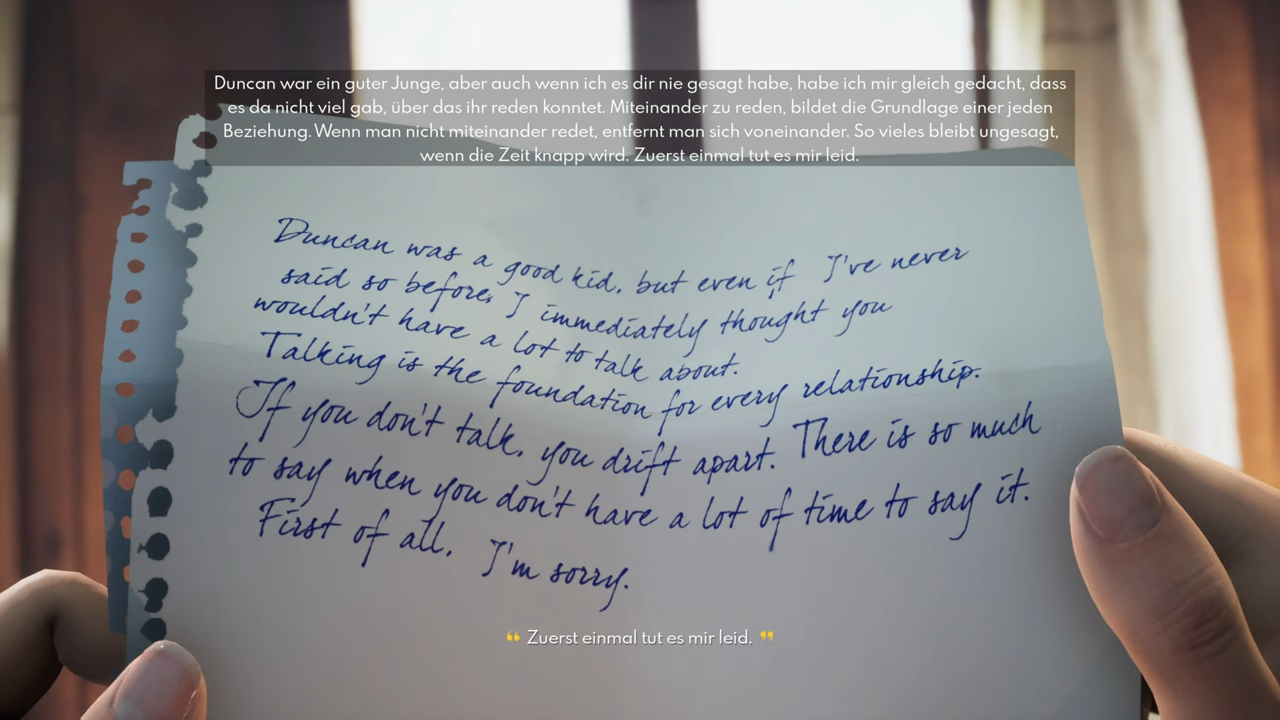 Duncan war ein guter Junge, aber auch wenn ich es dir nie gesagt habe, habe ich mir gleich gedacht, dass
es da nicht viel gab, über das ihr reden konntet. Miteinander zu reden, bildet die Grundlage einer jeden
Beziehung. Wenn man nicht miteinander redet, entfernt man sich voneinander. So vieles bleibt ungesagt,
wenn die Zeit knapp wird. Zuerst einmal tut es mir leid.
Duncan was a good kid, but even if I've never
said so before, I immediately thought you
wouldn't have a lot to talk about.
Talking is the foundation for every relationship.
If you don't talk, you drift apart. There is so much
to say when you don't have a lot of time to say it.
First of all, I'm sorry.
“ Zuerst einmal tut es mir leid. ”